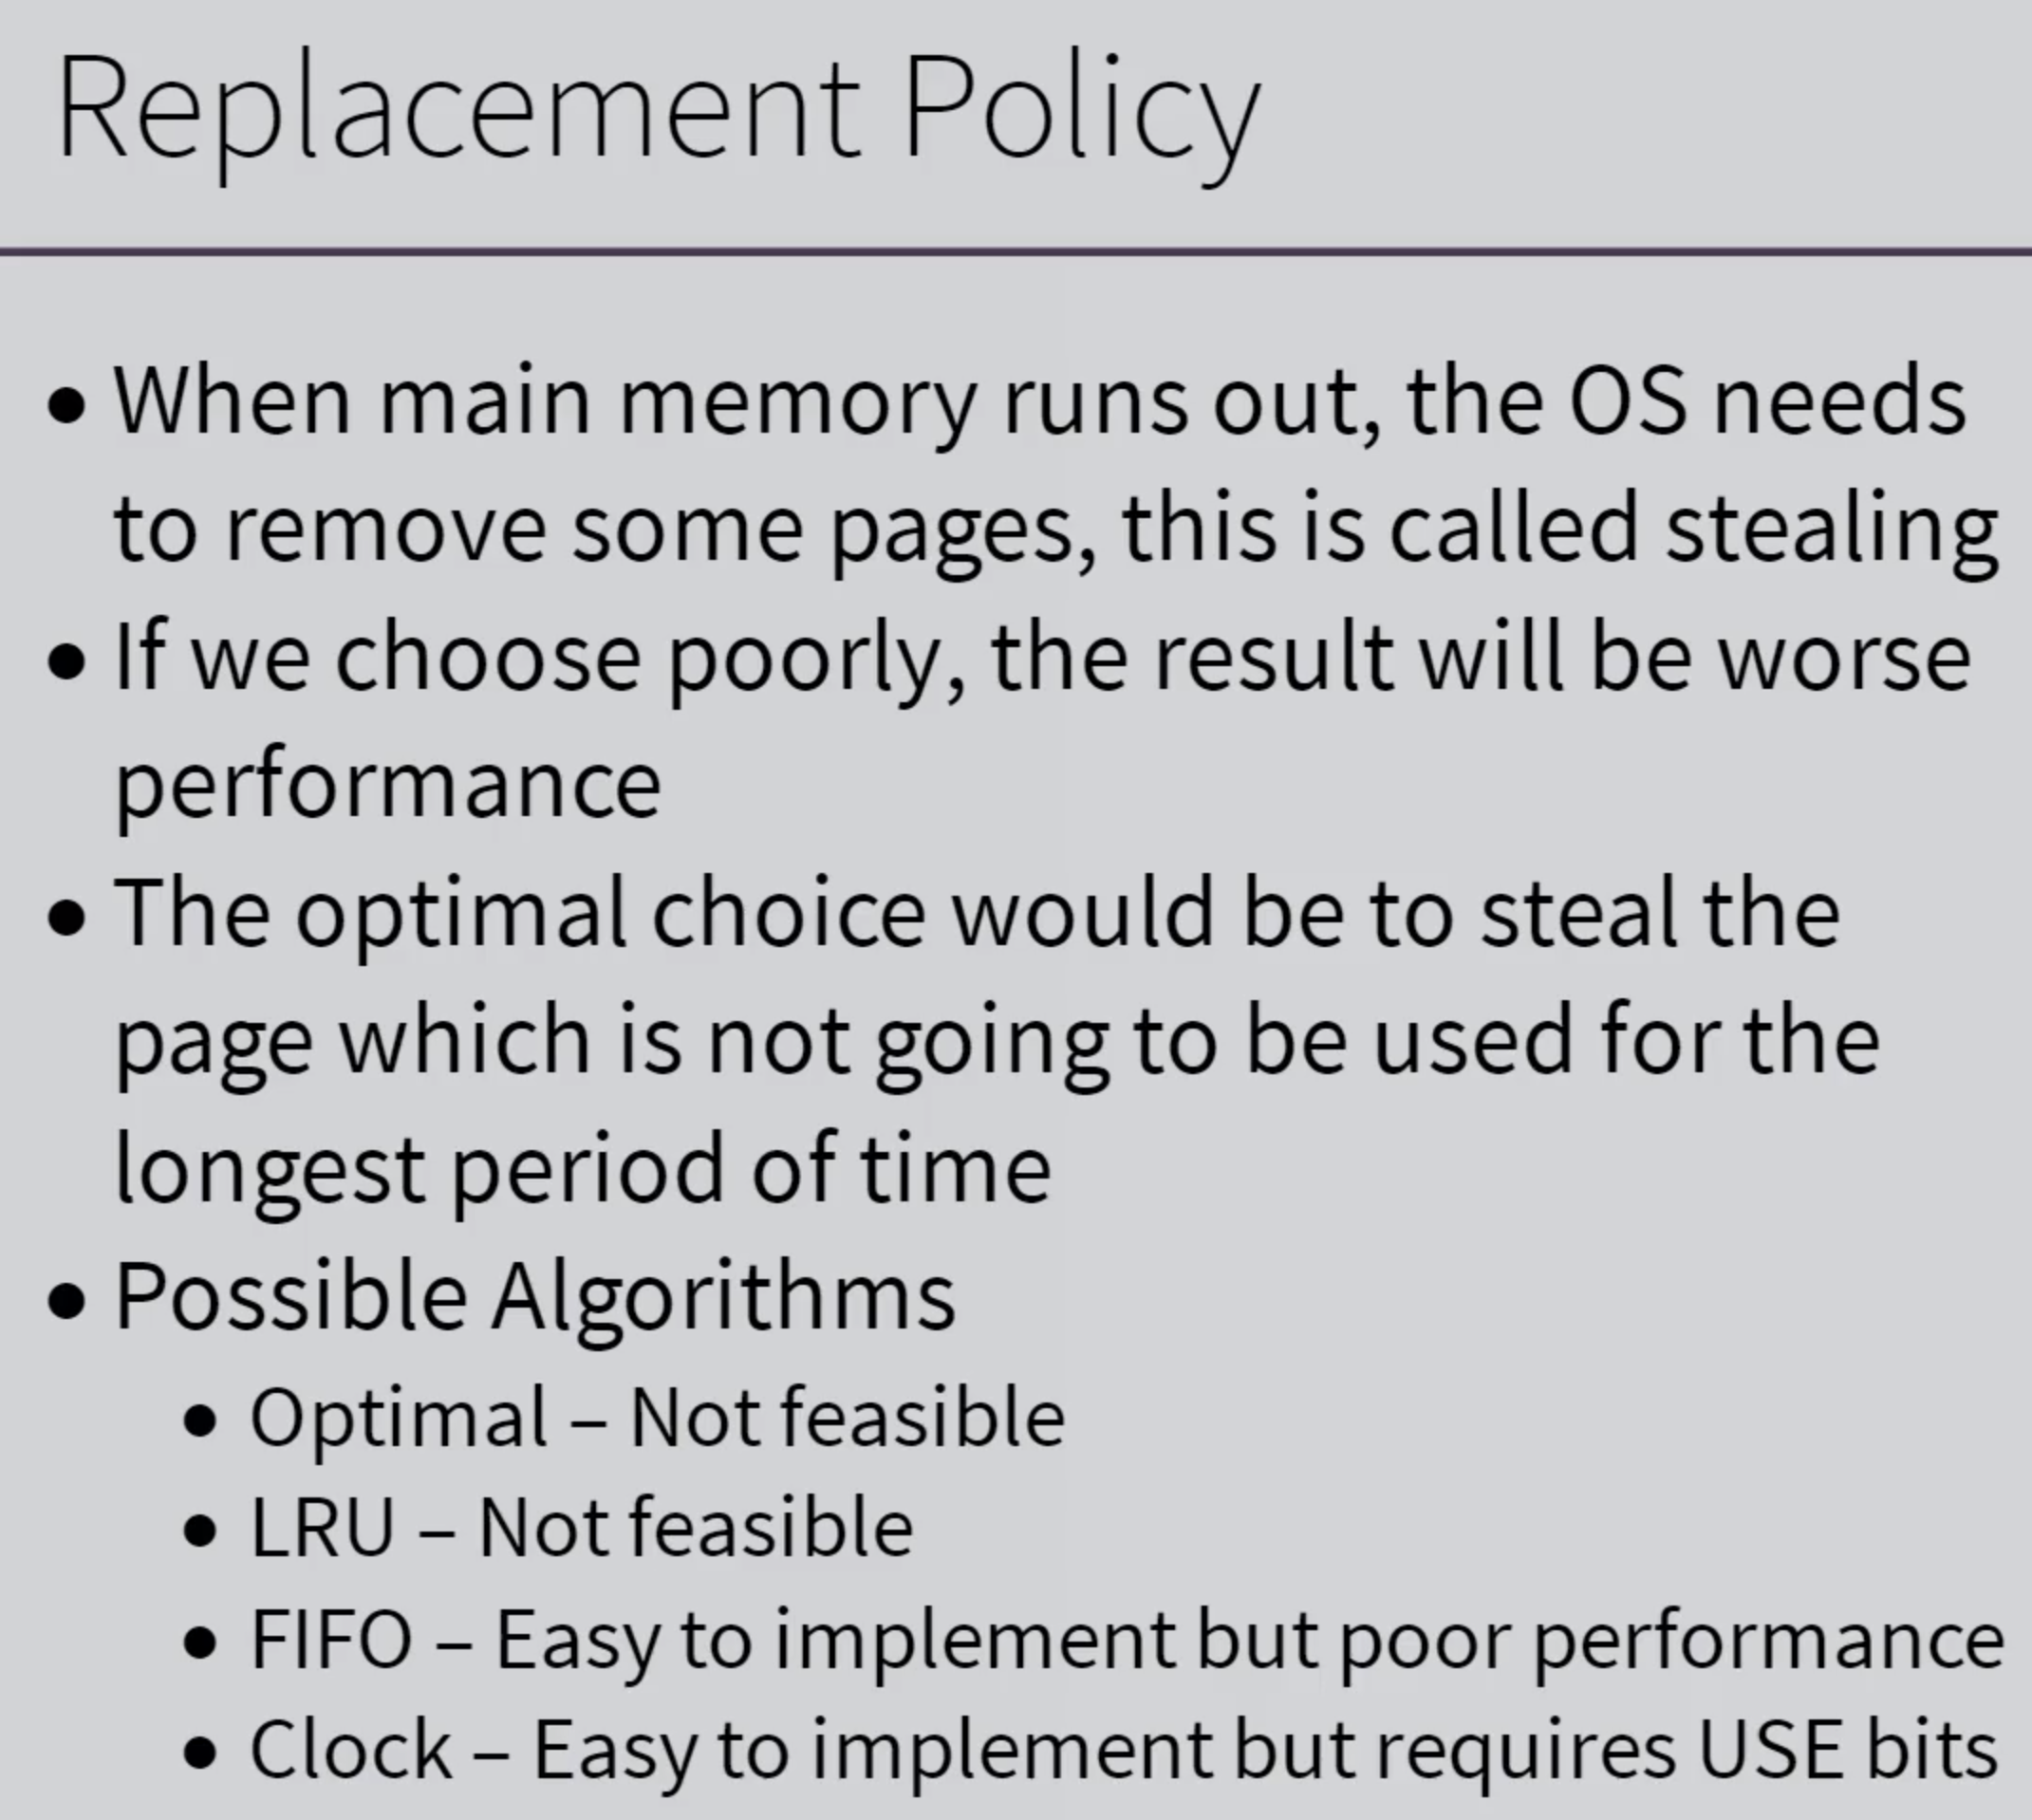 Replacement Policy
• When main memory runs out, the OS needs
to remove some pages, this is called stealing
• If we choose poorly, the result will be worse
performance
• The optimal choice would be to steal the
page which is not going to be used for the
longest period of time
• Possible Algorithms
• Optimal – Not feasible
• LRU – Not feasible
• FIFO – Easy to implement but poor performance
• Clock – Easy to implement but requires USE bits